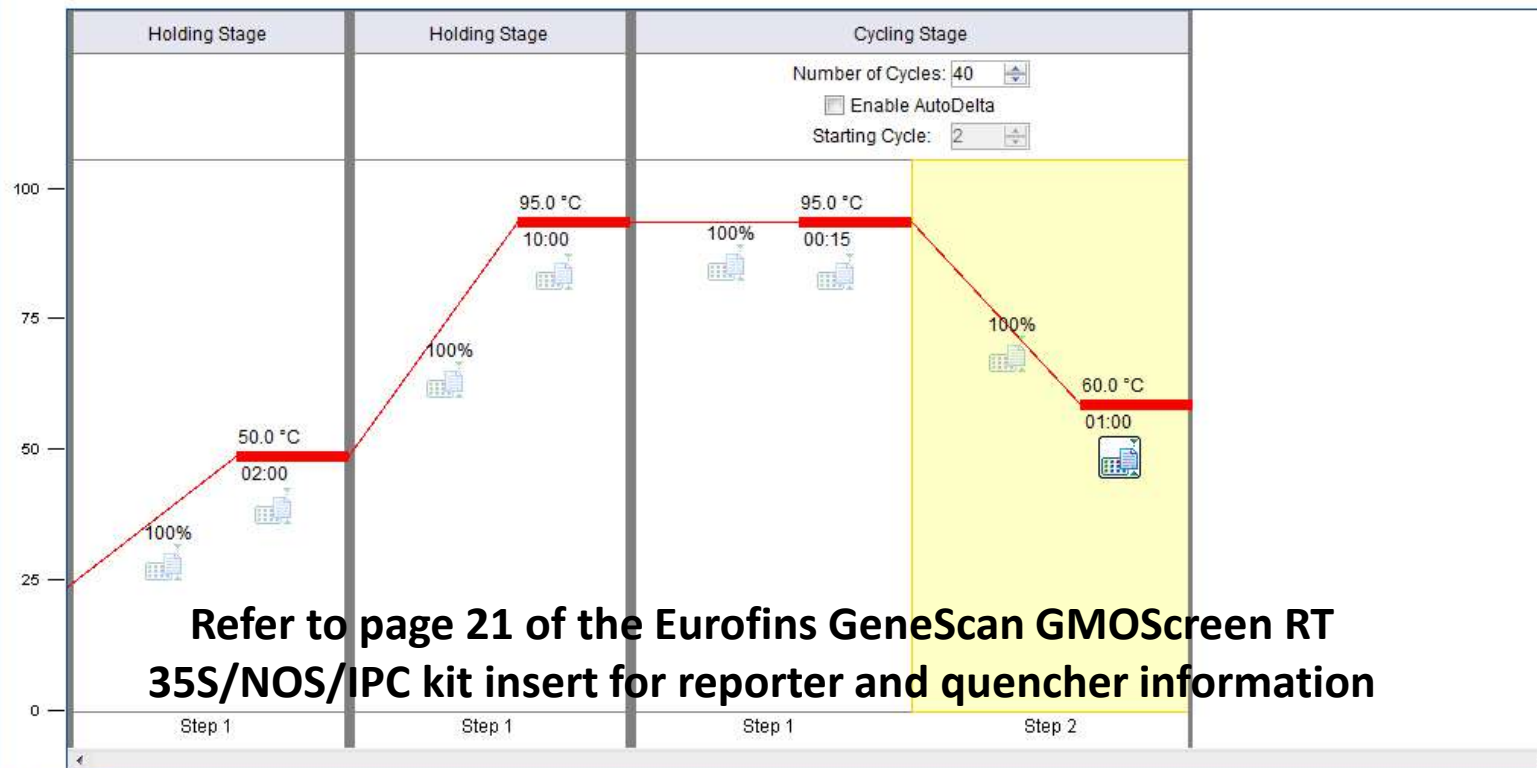 Holding Stage
Holding Stage
Cycling Stage
Number of Cycles: 40
Enable AutoDelta
Starting Cycle: 2
100
95.0 °C
95.0 °C
10:00
100%
00:15
75
100%
100%
60.0 °C
01:00
50.0 °C
50
02:00
100%
25
Refer to page 21 of the Eurofins GeneScan GMOScreen RT
35S/NOS/IPC kit insert for reporter and quencher information
0
Step 1
Step 1
Step 1
Step 2